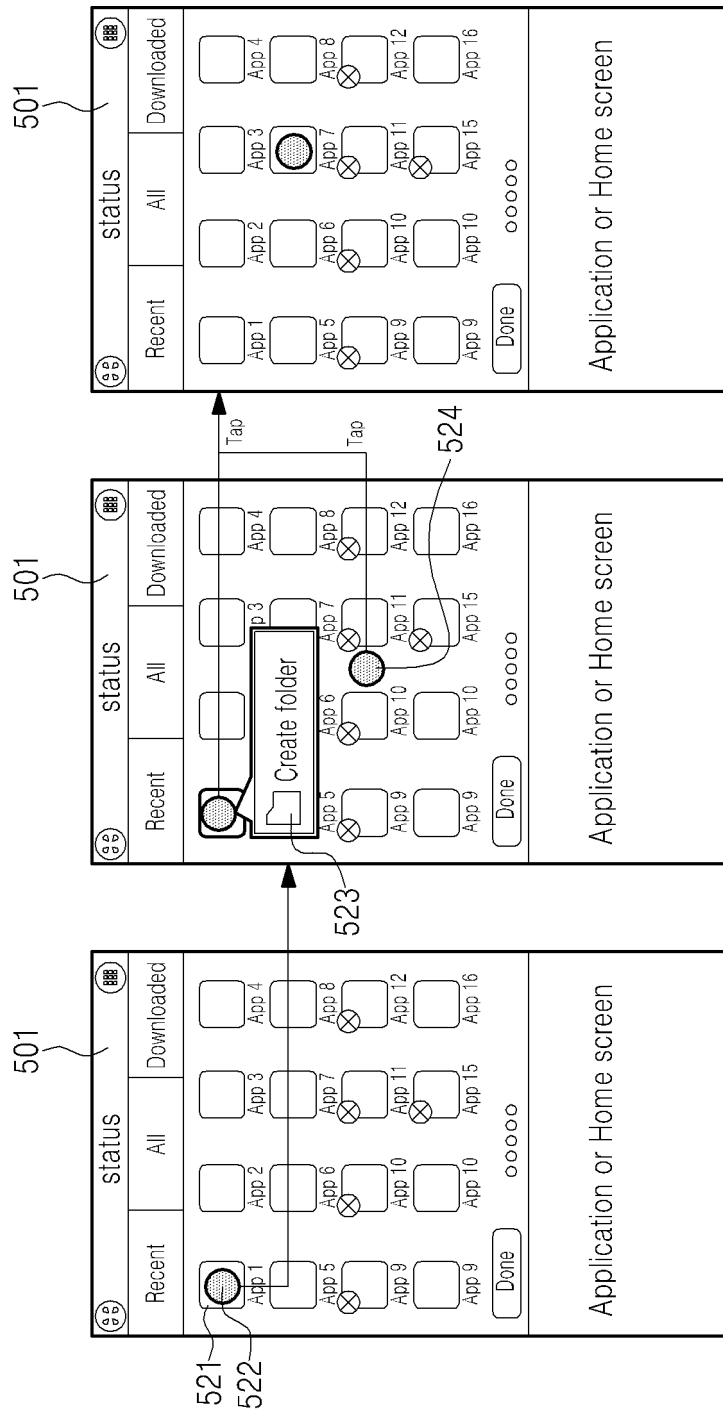 501
status
Recent All Downloaded
521
522
App 1 App 2 App 3 App 4
App 5 App 6 App 7 App 8
App 9 App 10 App 11 App 12
App 9 App 10 App 15 App 16
Done
Application or Home screen
501
status
Recent All Downloaded
p 3 App 4
Create folder
523
App 5 App 6 App 7 App 8
App 9 App 10 App 11 App 12
App 9 App 10 App 15 App 16
524
Done
Application or Home screen
Tap
Tap
501
status
Recent All Downloaded
App 1 App 2 App 3 App 4
App 5 App 6 App 7 App 8
App 9 App 10 App 11 App 12
App 9 App 10 App 15 App 16
Done
Application or Home screen